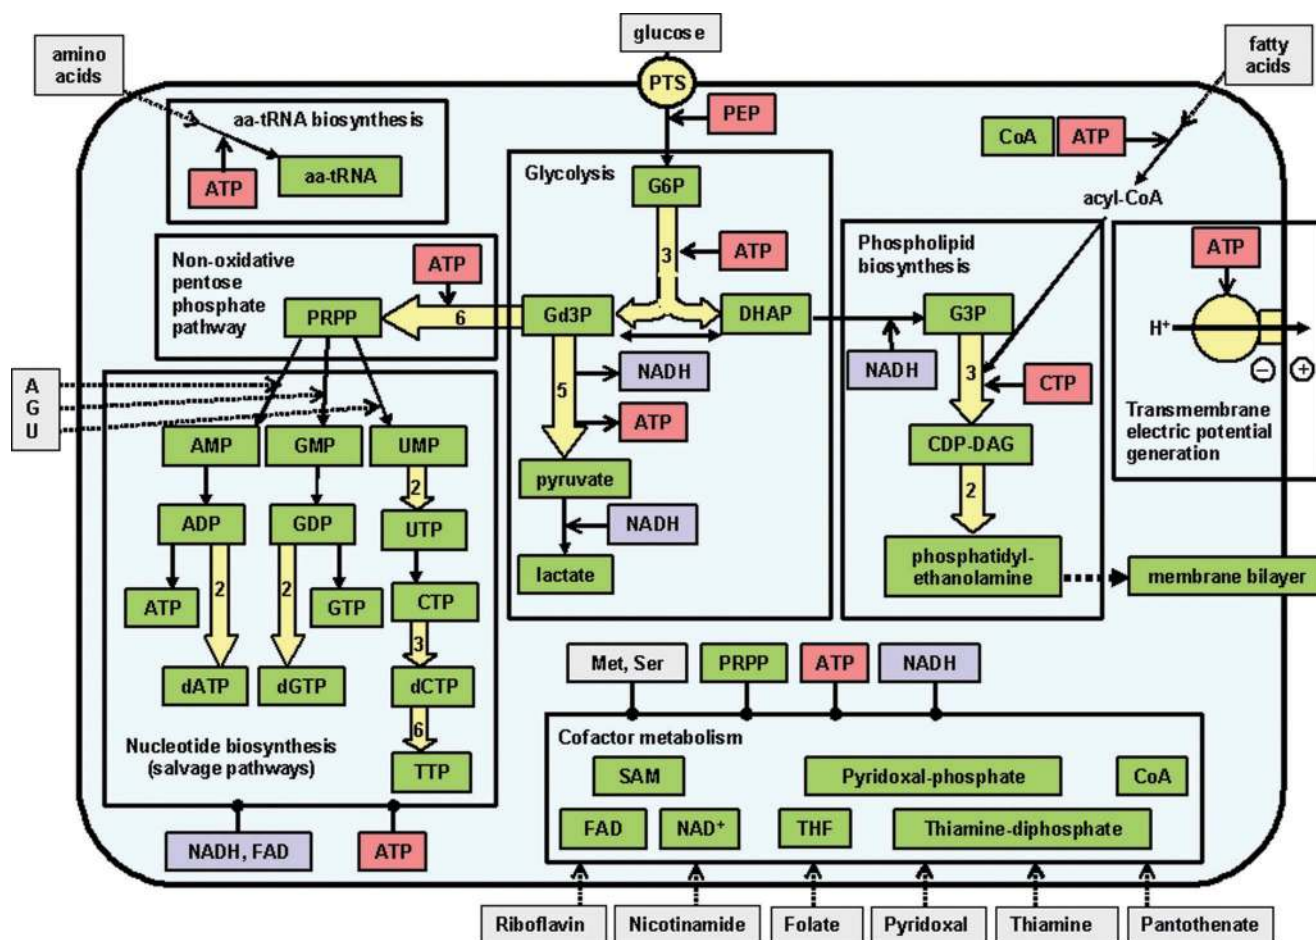 glucose
amino
acids
fatty
acids
PTS
aa-tRNA biosynthesis
PEP
CoA
ATP
ATP
aa-tRNA
Glycolysis
G6P
acyl-CoA
Non-oxidative
pentose
phosphate
pathway
ATP
3
ATP
Phospholipid
biosynthesis
ATP
PRPP
6
Gd3P
DHAP
G3P
H+
NADH
NADH
3
CTP
− +
A
G
U
5
ATP
Transmembrane
electric potential
generation
AMP
GMP
UMP
CDP-DAG
2
pyruvate
2
ADP
GDP
UTP
NADH
phosphatidyl-
ethanolamine
membrane bilayer
lactate
2
2
ATP
GTP
CTP
3
Met, Ser
PRPP
ATP
NADH
dATP
dGTP
dCTP
6
Nucleotide biosynthesis
(salvage pathways)
TTP
Cofactor metabolism
SAM
Pyridoxal-phosphate
CoA
FAD
NAD+
THF
Thiamine-diphosphate
NADH, FAD
ATP
Riboflavin
Nicotinamide
Folate
Pyridoxal
Thiamine
Pantothenate